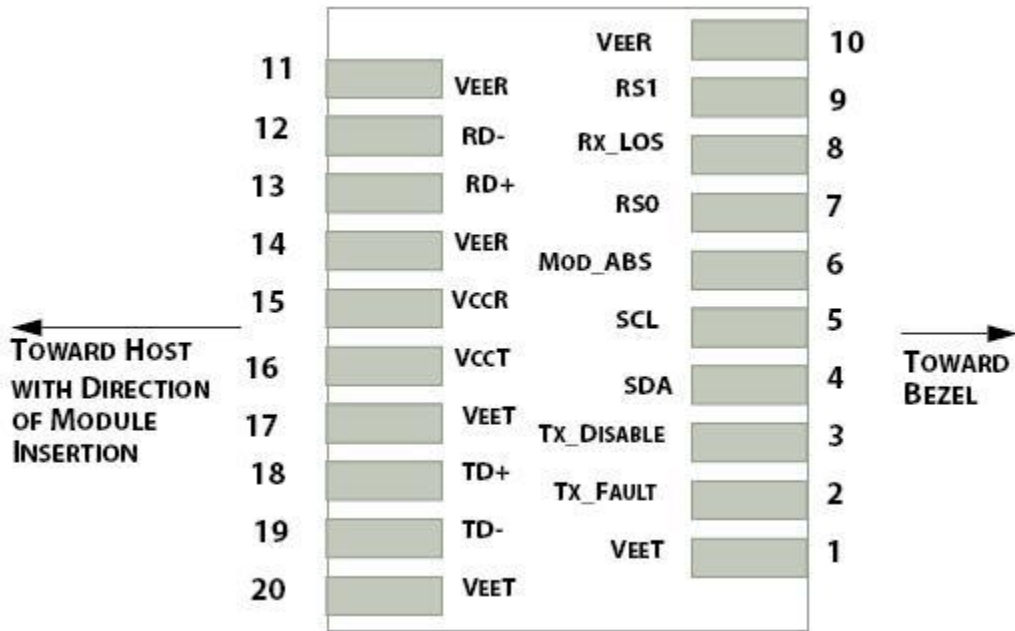 VEER 10
11 VEER
RS1 9
12 RD-
RX_LOS 8
13 RD+
RS0 7
14 VEER
MOD_ABS 6
15 VCCR
SCL 5
TOWARD HOST
WITH DIRECTION
OF MODULE
INSERTION
16 VCCT
TOWARD
BEZEL
SDA 4
17 VEET
TX_DISABLE 3
18 TD+
TX_FAULT 2
19 TD-
VEET 1
20 VEET